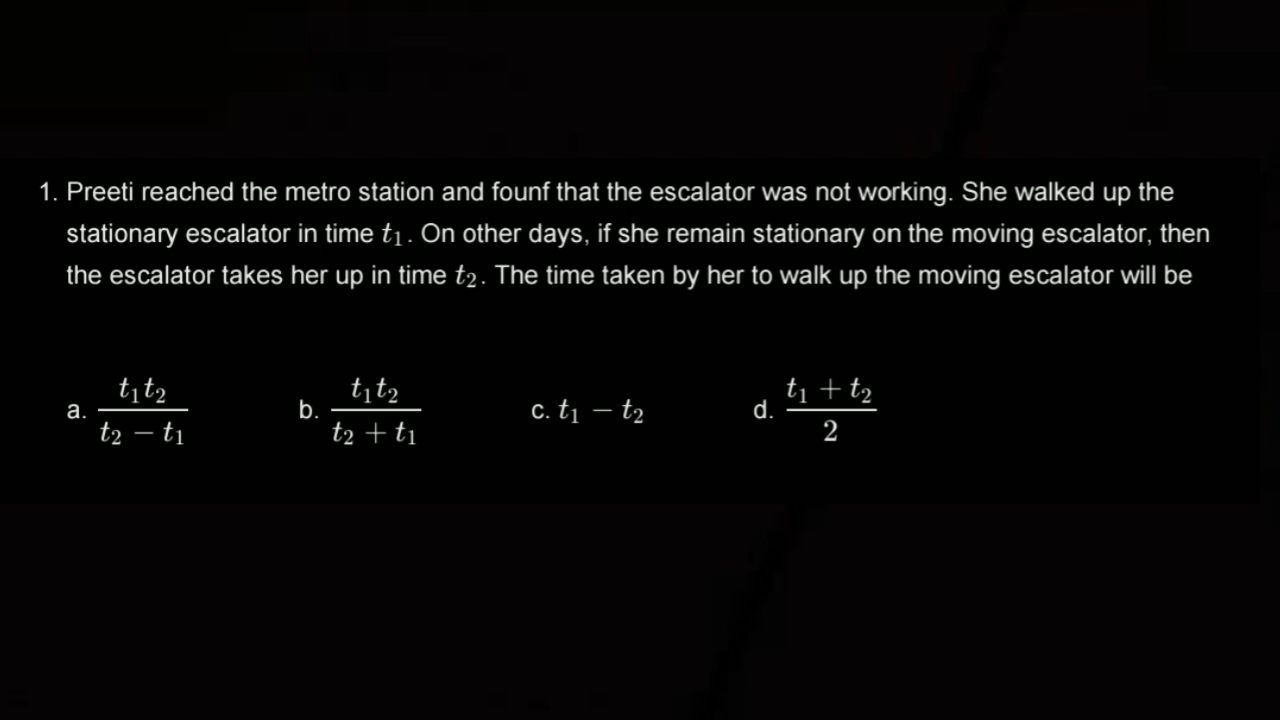 1. Preeti reached the metro station and founf that the escalator was not working. She walked up the
stationary escalator in time t₁. On other days, if she remain stationary on the moving escalator, then
the escalator takes her up in time t₂. The time taken by her to walk up the moving escalator will be
a. t₁t₂ / (t₂ − t₁) b. t₁t₂ / (t₂ + t₁) c. t₁ − t₂ d. (t₁ + t₂) / 2